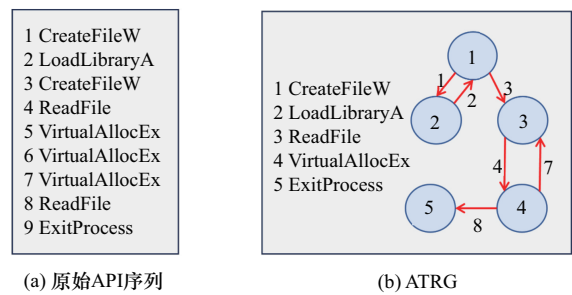 1 CreateFileW
2 LoadLibraryA
3 CreateFileW
4 ReadFile
5 VirtualAllocEx
6 VirtualAllocEx
7 VirtualAllocEx
8 ReadFile
9 ExitProcess
(a) 原始API序列
1 CreateFileW
2 LoadLibraryA
3 ReadFile
4 VirtualAllocEx
5 ExitProcess
1
1
2
3
2
3
4
7
5
4
8
(b) ATRG